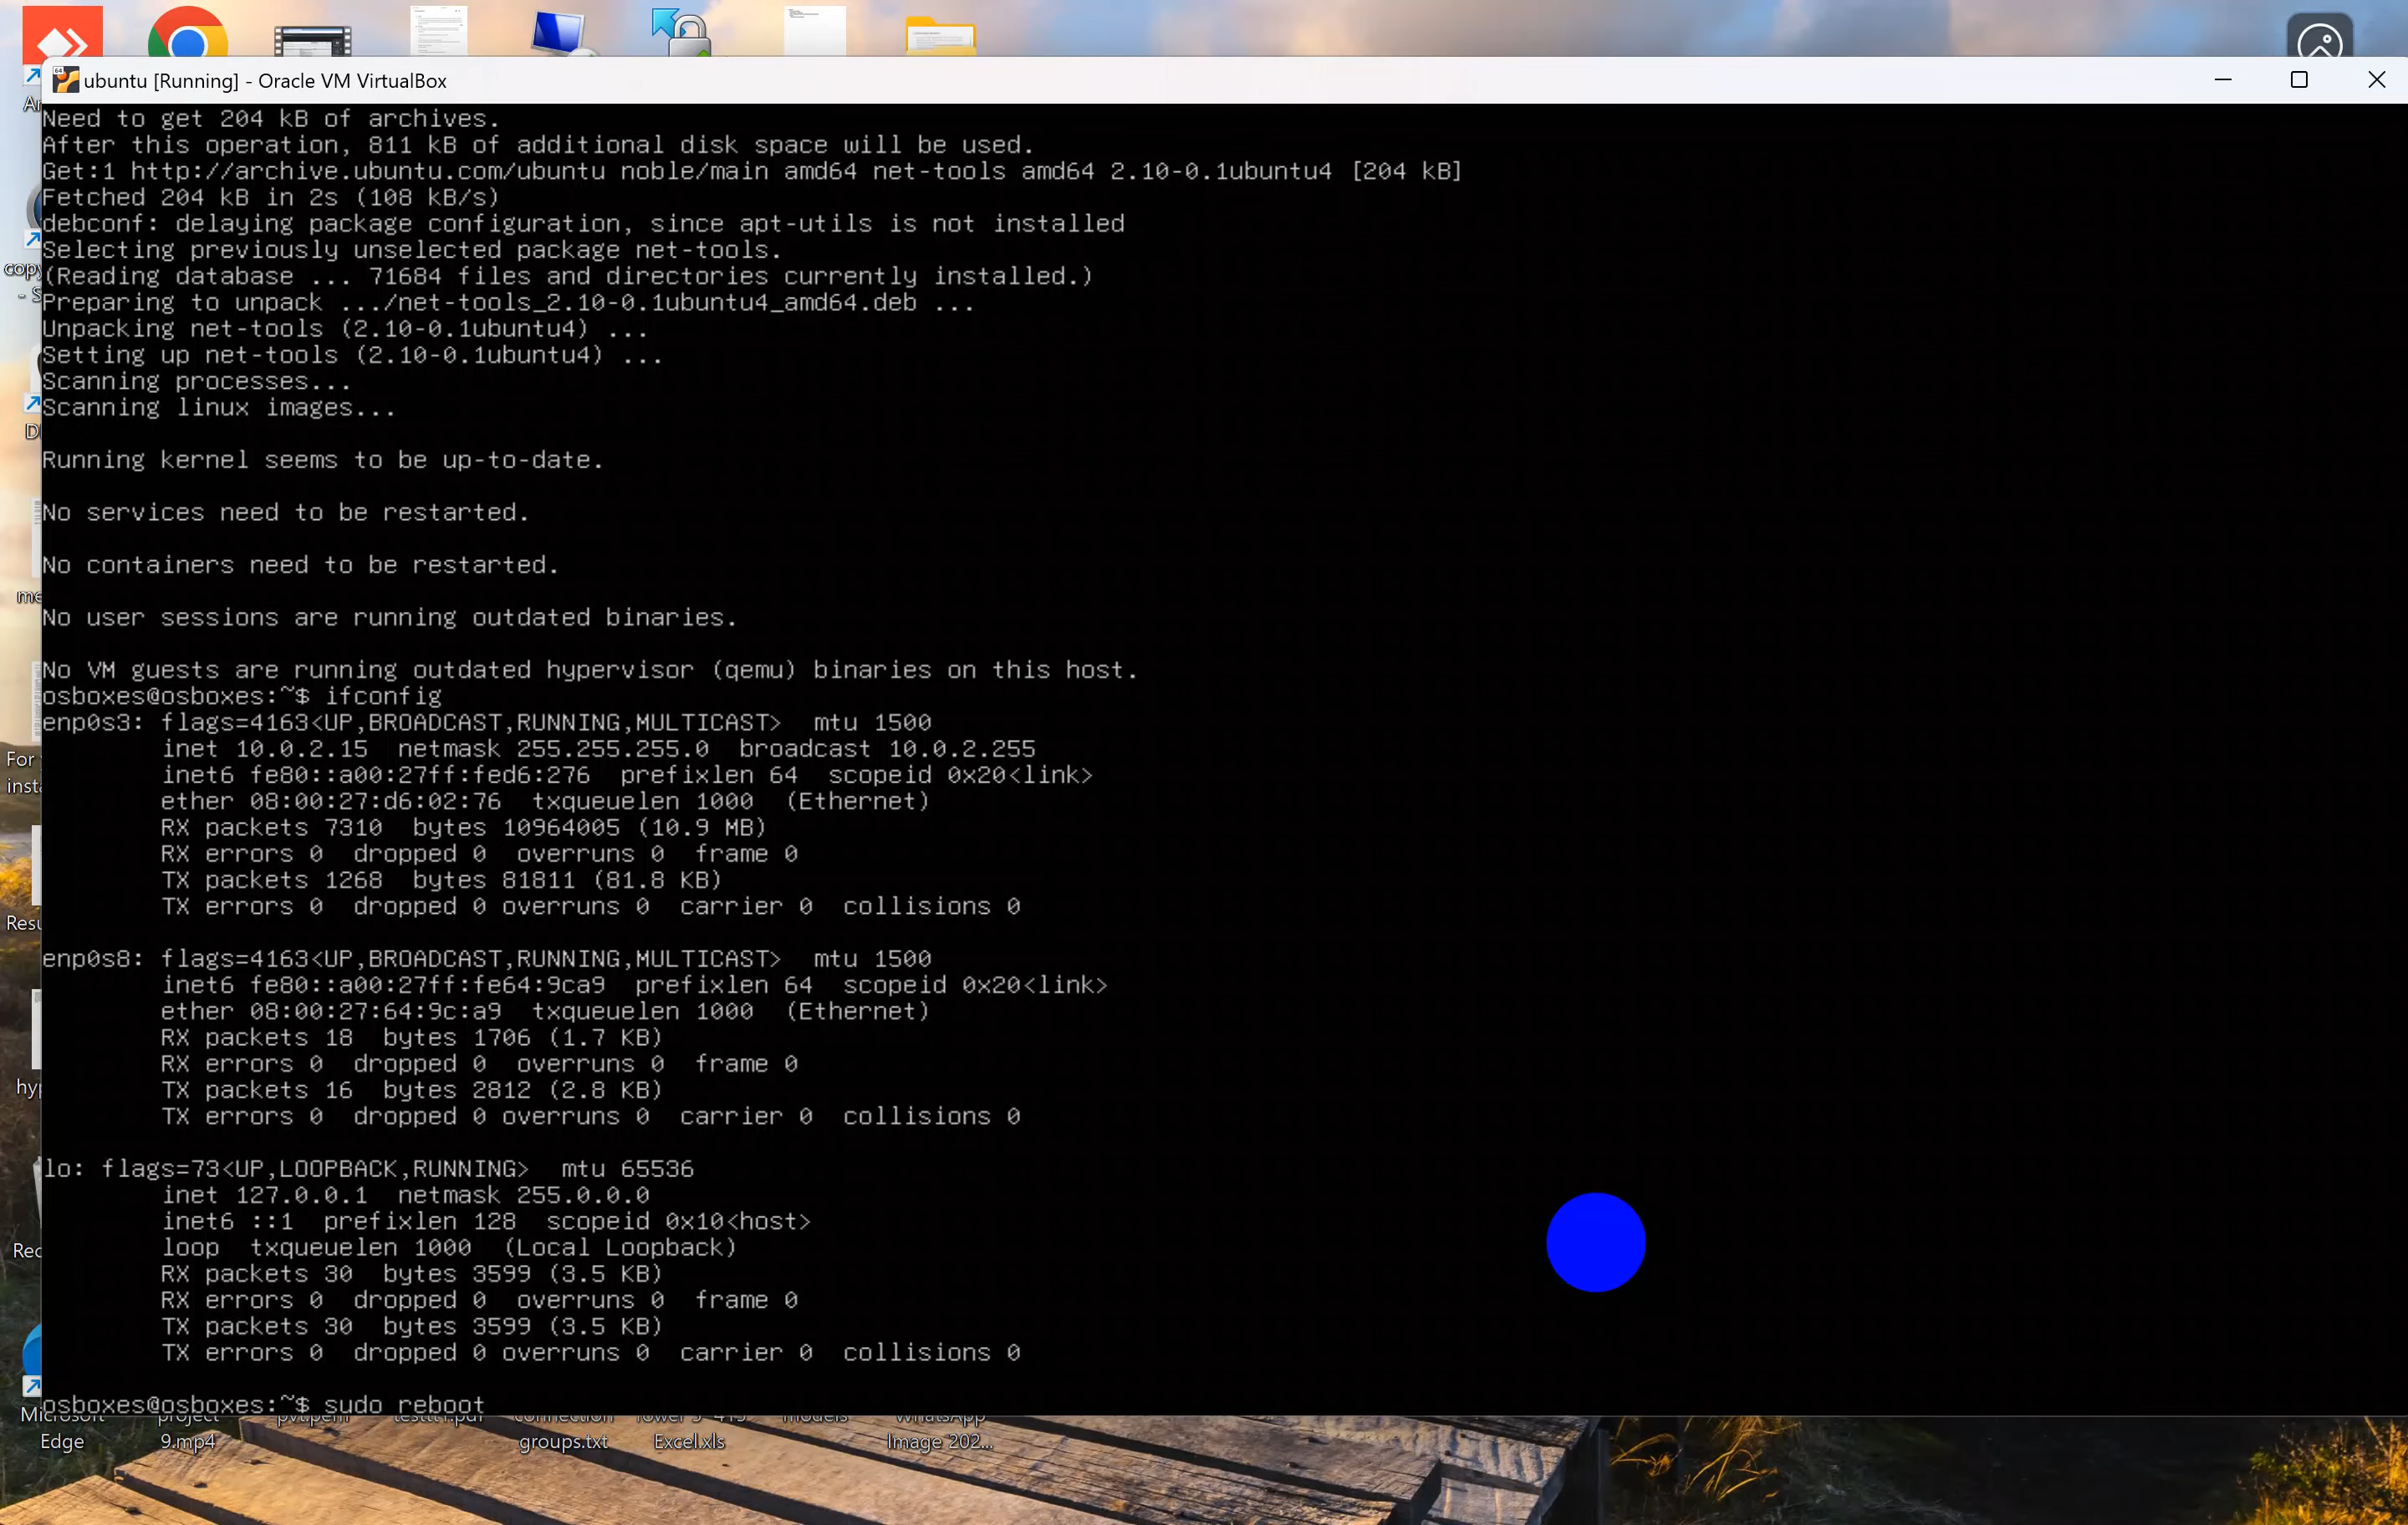 ubuntu [Running] - Oracle VM VirtualBox
Need to get 204 kB of archives.
After this operation, 811 kB of additional disk space will be used.
Get:1 http://archive.ubuntu.com/ubuntu noble/main amd64 net-tools amd64 2.10-0.1ubuntu4 [204 kB]
Fetched 204 kB in 2s (108 kB/s)
debconf: delaying package configuration, since apt-utils is not installed
Selecting previously unselected package net-tools.
(Reading database ... 71684 files and directories currently installed.)
Preparing to unpack .../net-tools_2.10-0.1ubuntu4_amd64.deb ...
Unpacking net-tools (2.10-0.1ubuntu4) ...
Setting up net-tools (2.10-0.1ubuntu4) ...
Scanning processes...
Scanning linux images...
Running kernel seems to be up-to-date.
No services need to be restarted.
No containers need to be restarted.
No user sessions are running outdated binaries.
No VM guests are running outdated hypervisor (qemu) binaries on this host.
osboxes@osboxes:~$ ifconfig
enp0s3: flags=4163<UP,BROADCAST,RUNNING,MULTICAST>  mtu 1500
inet 10.0.2.15  netmask 255.255.255.0  broadcast 10.0.2.255
inet6 fe80::a00:27ff:fed6:276  prefixlen 64  scopeid 0x20<link>
ether 08:00:27:d6:02:76  txqueuelen 1000  (Ethernet)
RX packets 7310  bytes 10964005 (10.9 MB)
RX errors 0  dropped 0  overruns 0  frame 0
TX packets 1268  bytes 81811 (81.8 KB)
TX errors 0  dropped 0 overruns 0  carrier 0  collisions 0
enp0s8: flags=4163<UP,BROADCAST,RUNNING,MULTICAST>  mtu 1500
inet6 fe80::a00:27ff:fe64:9ca9  prefixlen 64  scopeid 0x20<link>
ether 08:00:27:64:9c:a9  txqueuelen 1000  (Ethernet)
RX packets 18  bytes 1706 (1.7 KB)
RX errors 0  dropped 0  overruns 0  frame 0
TX packets 16  bytes 2812 (2.8 KB)
TX errors 0  dropped 0 overruns 0  carrier 0  collisions 0
lo: flags=73<UP,LOOPBACK,RUNNING>  mtu 65536
inet 127.0.0.1  netmask 255.0.0.0
inet6 ::1  prefixlen 128  scopeid 0x10<host>
loop  txqueuelen 1000  (Local Loopback)
RX packets 30  bytes 3599 (3.5 KB)
RX errors 0  dropped 0  overruns 0  frame 0
TX packets 30  bytes 3599 (3.5 KB)
TX errors 0  dropped 0 overruns 0  carrier 0  collisions 0
osboxes@osboxes:~$ sudo reboot
For
Microsoft
Edge
project
9.mp4
connection
groups.txt
Excel.xls
models
WhatsApp
Image 202...